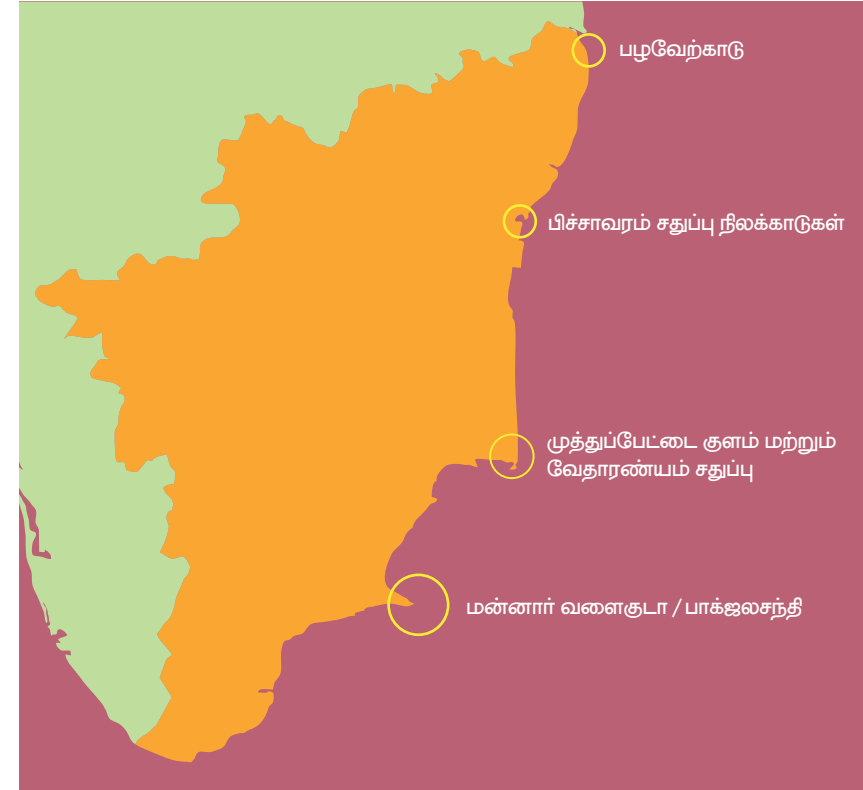 பழவேற்காடு
பிச்சாவரம் சதுப்பு நிலக்காடுகள்
முத்துப்பேட்டை குளம் மற்றும்
வேதாரண்யம் சதுப்பு
மன்னார் வளைகுடா / பாக்ஜலசந்தி